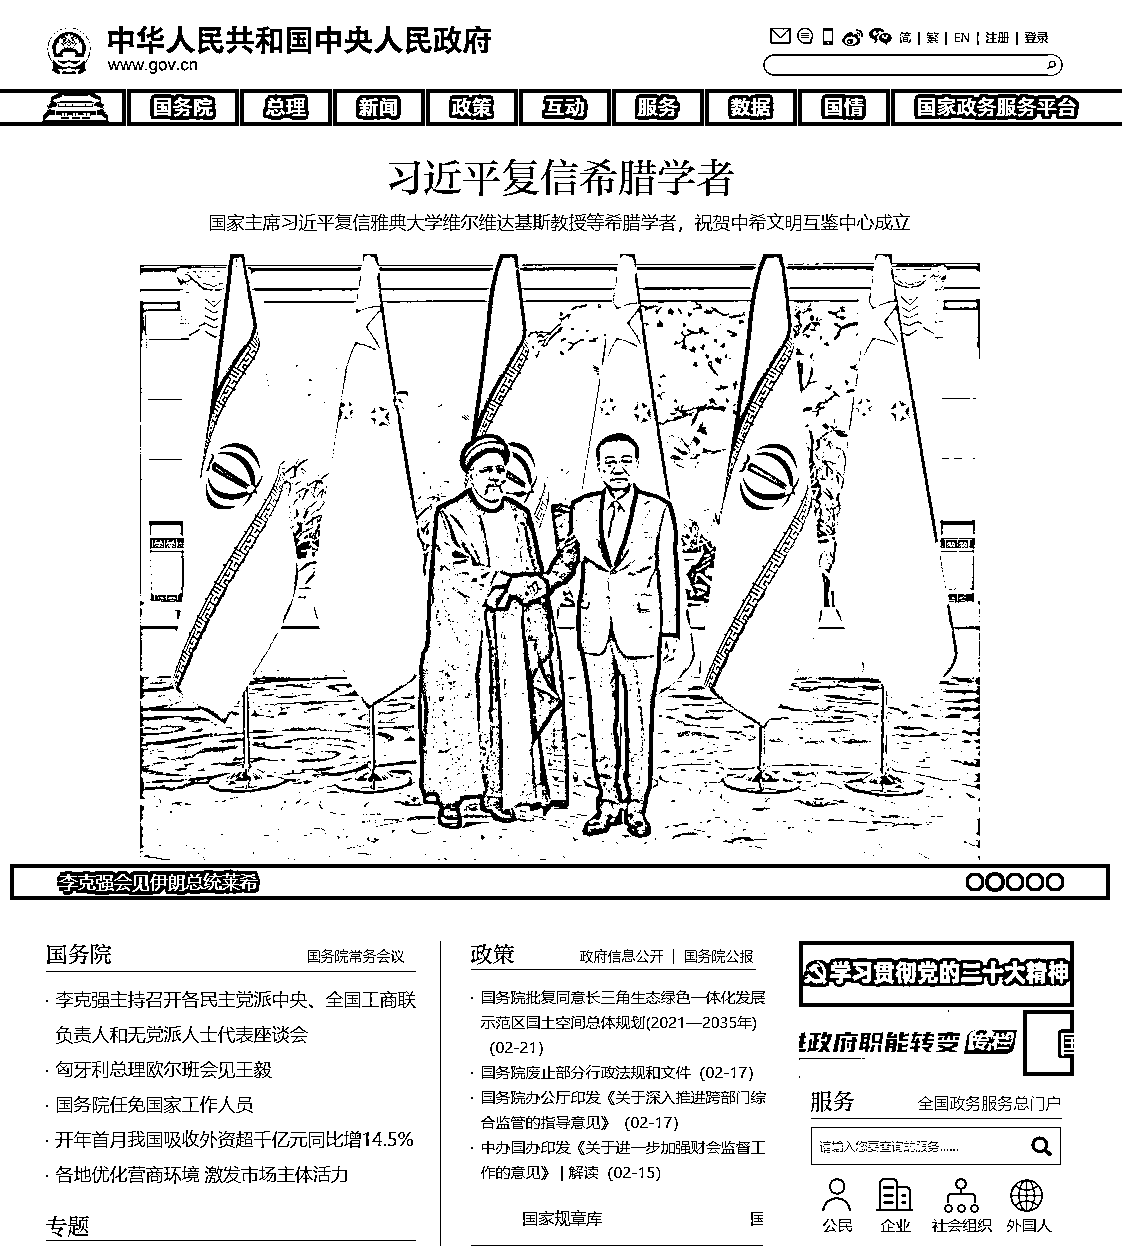 中华人民共和国中央人民政府
www.gov.cn
简 | 繁 | EN | 注册 | 登录
国务院 总理 新闻 政策 互动 服务 数据 国情 国家政务服务平台
习近平复信希腊学者
国家主席习近平复信雅典大学维尔维达基斯教授等希腊学者，祝贺中希文明互鉴中心成立
李克强会见伊朗总统莱希
国务院 国务院常务会议
· 李克强主持召开各民主党派中央、全国工商联
负责人和无党派人士代表座谈会
· 匈牙利总理欧尔班会见王毅
· 国务院任免国家工作人员
· 开年首月我国吸收外资超千亿元同比增14.5%
· 各地优化营商环境 激发市场主体活力
专题
政策 政府信息公开 | 国务院公报
· 国务院批复同意长三角生态绿色一体化发展
示范区国土空间总体规划(2021—2035年)
(02-21)
· 国务院废止部分行政法规和文件 (02-17)
· 国务院办公厅印发《关于深入推进跨部门综
合监管的指导意见》 (02-17)
· 中办国办印发《关于进一步加强财会监督工
作的意见》 | 解读 (02-15)
国家规章库 国
学习贯彻党的二十大精神
政府职能转变 专栏
服务 全国政务服务总门户
请输入您要查询的服务......
公民 企业 社会组织 外国人